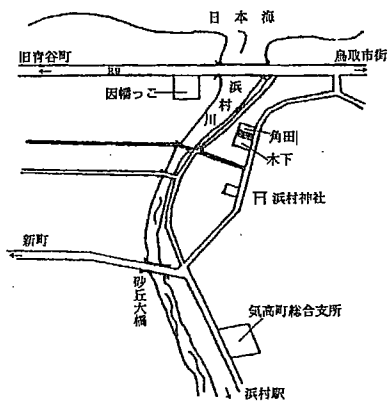 日本海
旧青谷町
鳥取市街
R9
因幡っこ
浜村川
角田
木下
浜村神社
新町
砂丘大橋
気高町総合支所
浜村駅